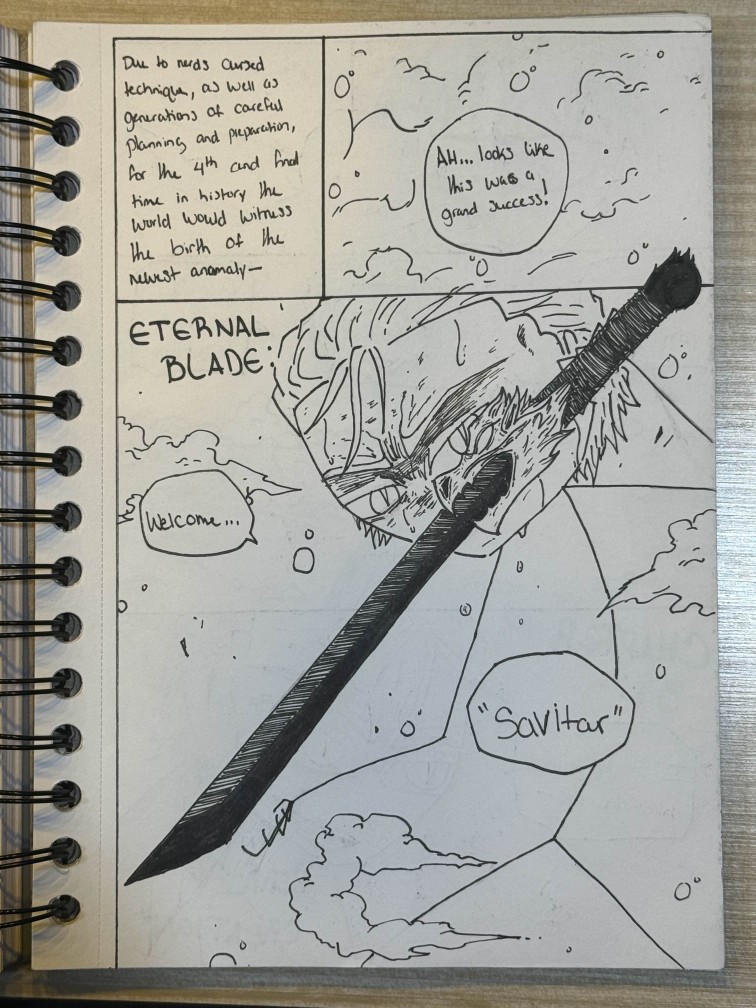 Due to nerds cursed
technique, as well as
generations of careful
planning and preparation,
for the 4th and final
time in history the
world would witness
the birth of the
newest anomaly—
AH... looks like
this was a
grand success!
ETERNAL
BLADE:
Welcome...
"Savitar"